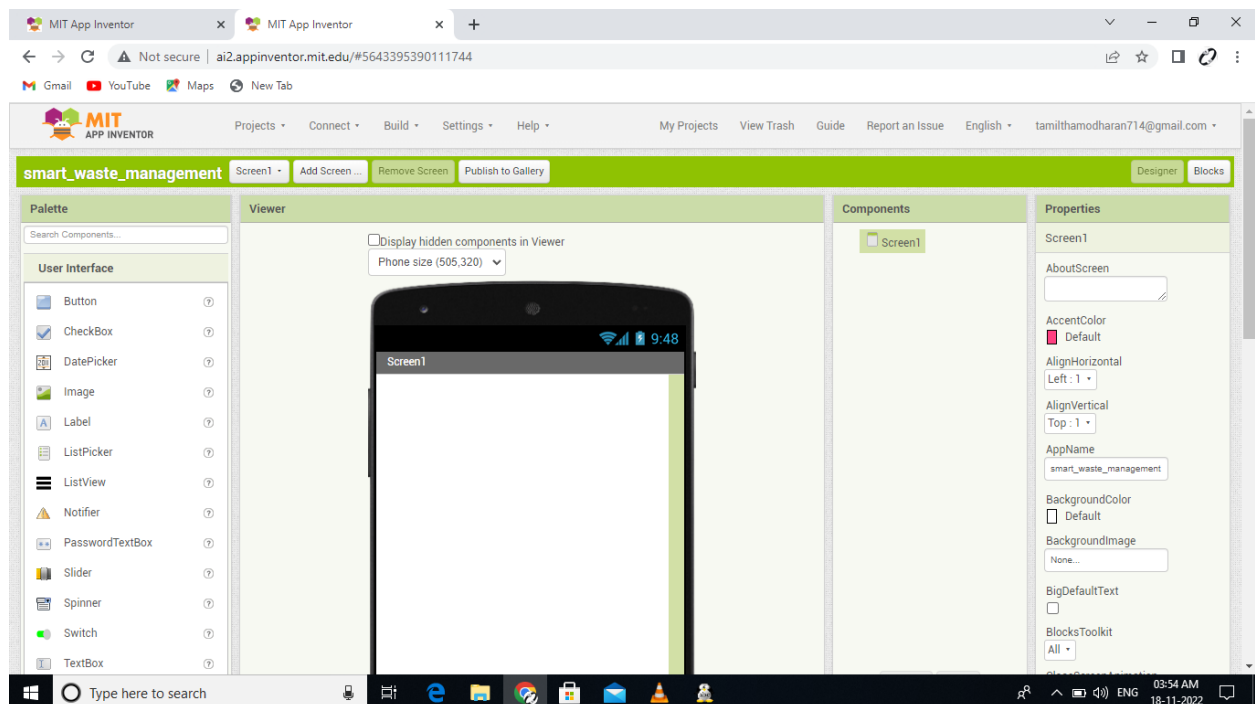 MIT App Inventor
MIT App Inventor
Not secure | ai2.appinventor.mit.edu/#5643395390111744
Gmail YouTube Maps New Tab
MIT APP INVENTOR
Projects Connect Build Settings Help My Projects View Trash Guide Report an Issue English tamilthamodharan714@gmail.com
smart_waste_management Screen1 Add Screen ... Remove Screen Publish to Gallery Designer Blocks
Palette
Search Components...
User Interface
Button
CheckBox
DatePicker
Image
Label
ListPicker
ListView
Notifier
PasswordTextBox
Slider
Spinner
Switch
TextBox
Viewer
Display hidden components in Viewer
Phone size (505,320)
9:48
Screen1
Components
Screen1
Properties
Screen1
AboutScreen
AccentColor
Default
AlignHorizontal
Left : 1
AlignVertical
Top : 1
AppName
smart_waste_management
BackgroundColor
Default
BackgroundImage
None...
BigDefaultText
BlocksToolkit
All
Type here to search
ENG
03:54 AM
18-11-2022